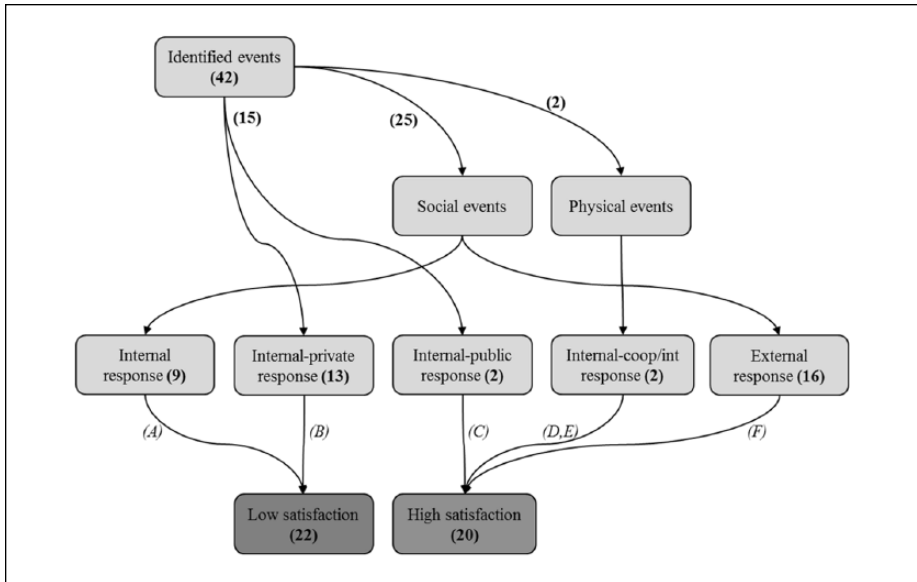 Identified events
(42)
(15)
(25)
(2)
Social events
Physical events
Internal
response (9)
Internal-private
response (13)
Internal-public
response (2)
Internal-coop/int
response (2)
External
response (16)
(A)
(B)
(C)
(D,E)
(F)
Low satisfaction
(22)
High satisfaction
(20)